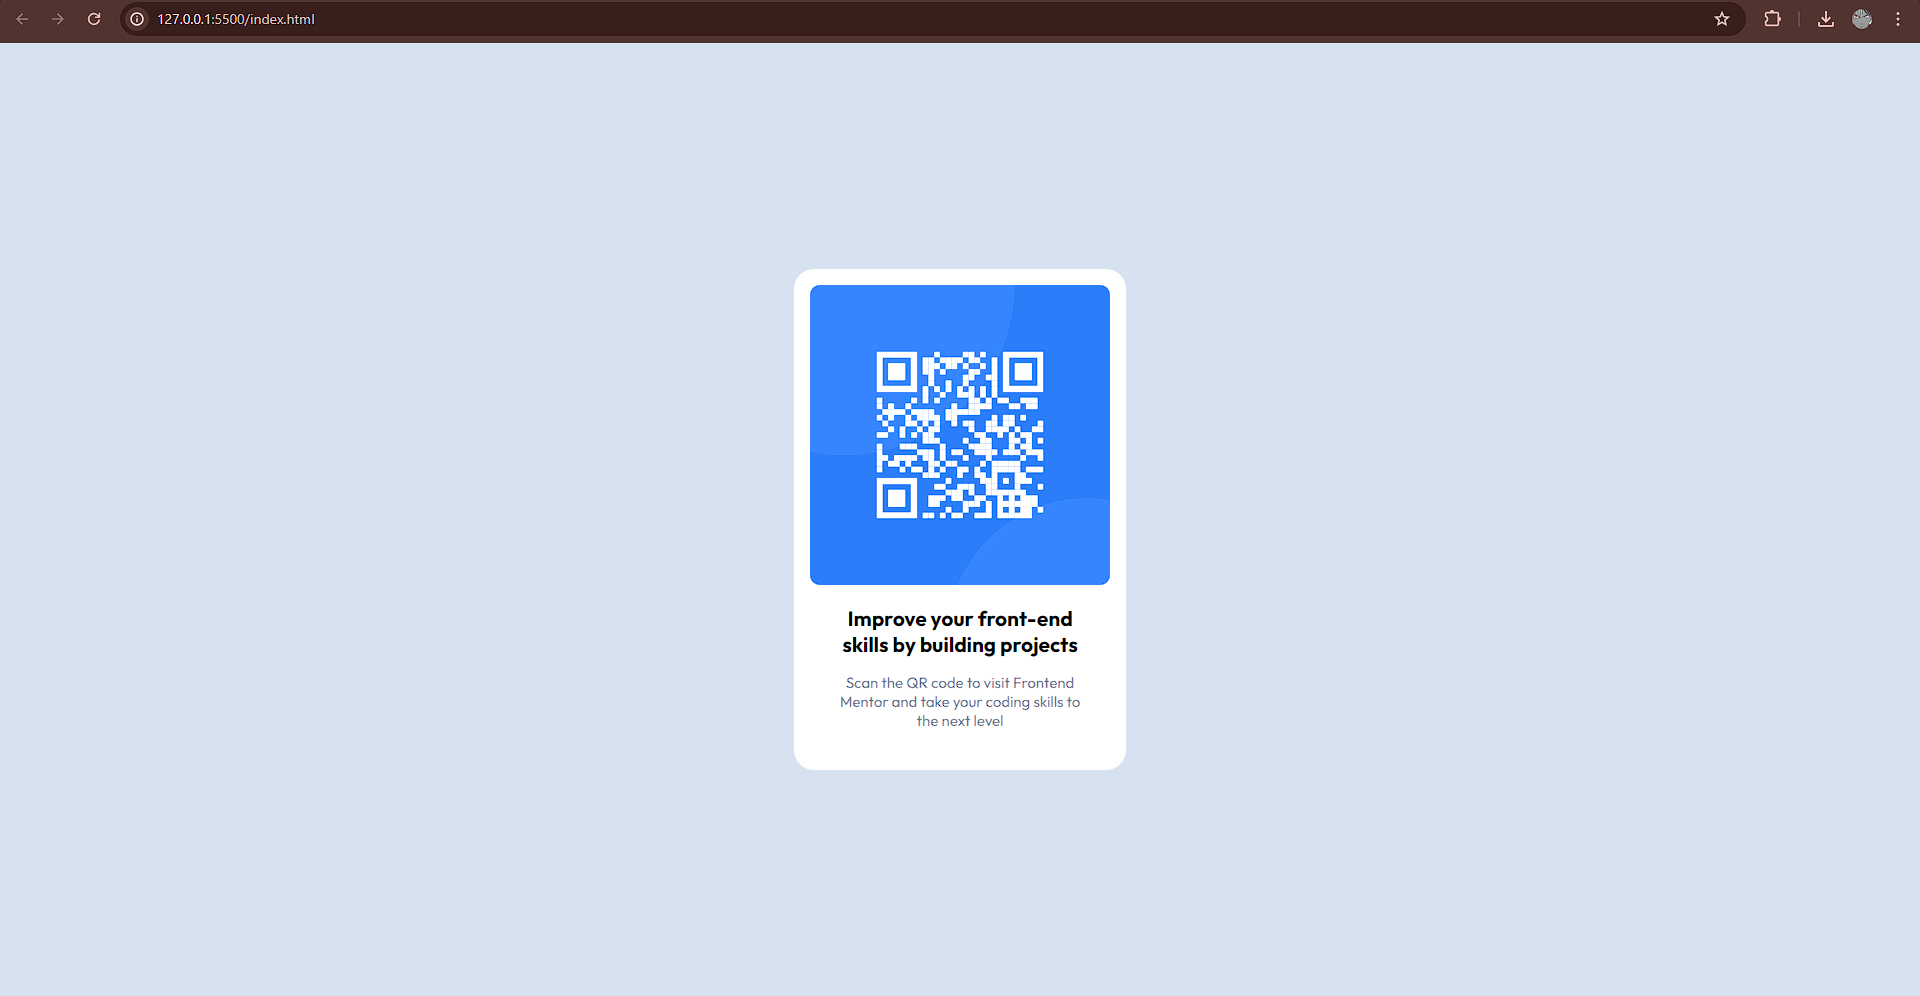 127.0.0.1:5500/index.html
Improve your front-end
skills by building projects
Scan the QR code to visit Frontend
Mentor and take your coding skills to
the next level